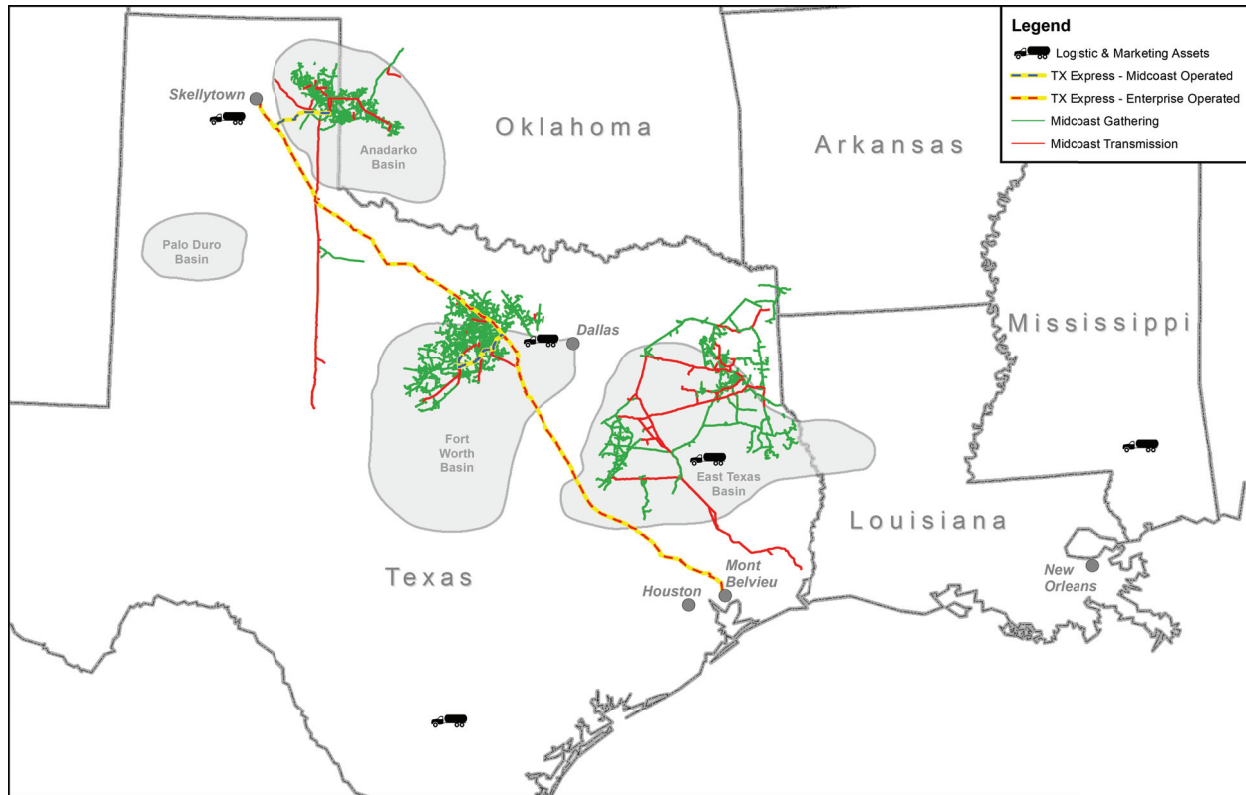 Legend
Logistic & Marketing Assets
TX Express - Midcoast Operated
TX Express - Enterprise Operated
Midcoast Gathering
Midcoast Transmission
Skellytown
Oklahoma
Arkansas
Anadarko
Basin
Palo Duro
Basin
Mississippi
Dallas
Fort
Worth
Basin
East Texas
Basin
Louisiana
Texas
Mont
Belvieu
Houston
New
Orleans